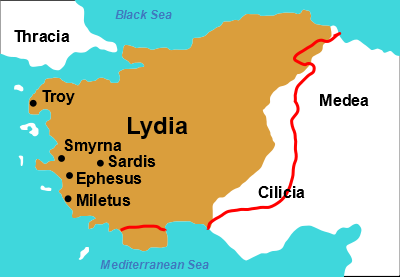 Black Sea
Thracia
Troy
Medea
Lydia
Smyrna
Sardis
Ephesus
Cilicia
Miletus
Mediterranean Sea